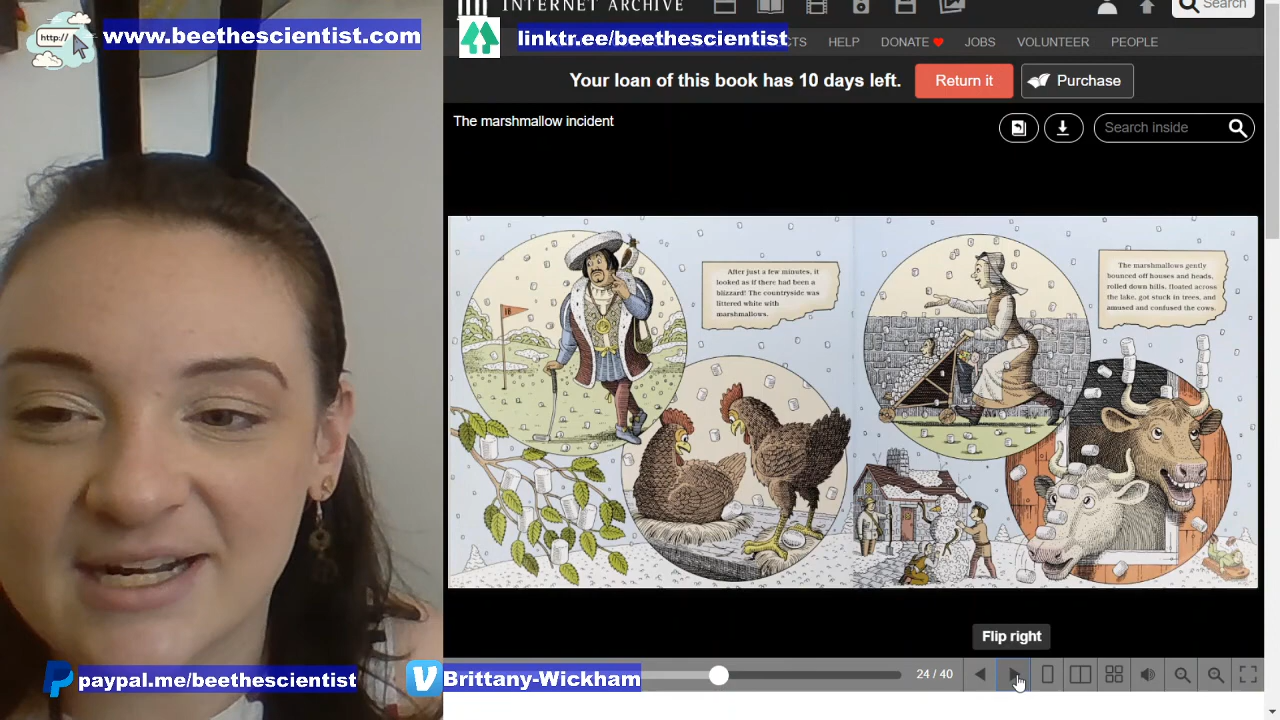 http://
www.beethescientist.com
INTERNET ARCHIVE
Search
linktr.ee/beethescientist
HELP
DONATE
JOBS
VOLUNTEER
PEOPLE
Your loan of this book has 10 days left.
Return it
Purchase
The marshmallow incident
Search inside
After just a few minutes, it
looked as if there had been a
blizzard! The countryside was
littered white with
marshmallows.
The marshmallows gently
bounced off houses and heads,
rolled down hills, floated across
the lake, got stuck in trees, and
amused and confused the cows.
18
Flip right
paypal.me/beethescientist
Brittany-Wickham
24 / 40